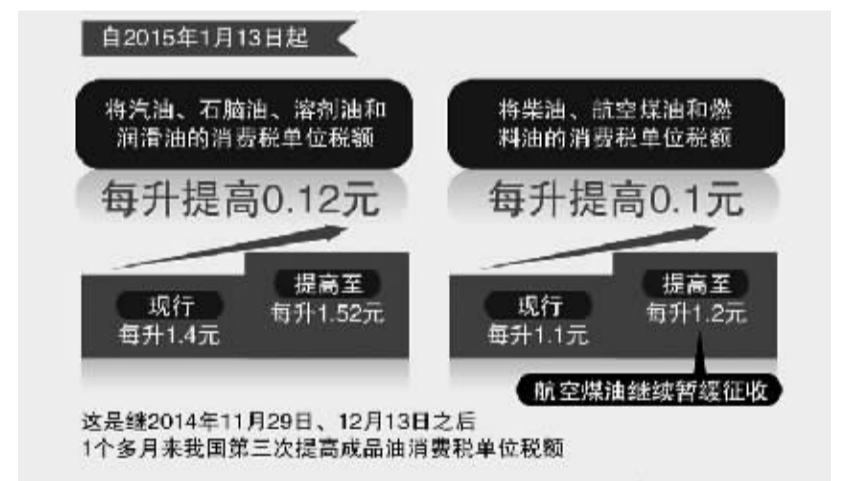 自2015年1月13日起
将汽油、石脑油、溶剂油和
润滑油的消费税单位税额
每升提高0.12元
现行
每升1.4元
提高至
每升1.52元
将柴油、航空煤油和燃
料油的消费税单位税额
每升提高0.1元
现行
每升1.1元
提高至
每升1.2元
航空煤油继续暂缓征收
这是继2014年11月29日、12月13日之后
1个多月来我国第三次提高成品油消费税单位税额